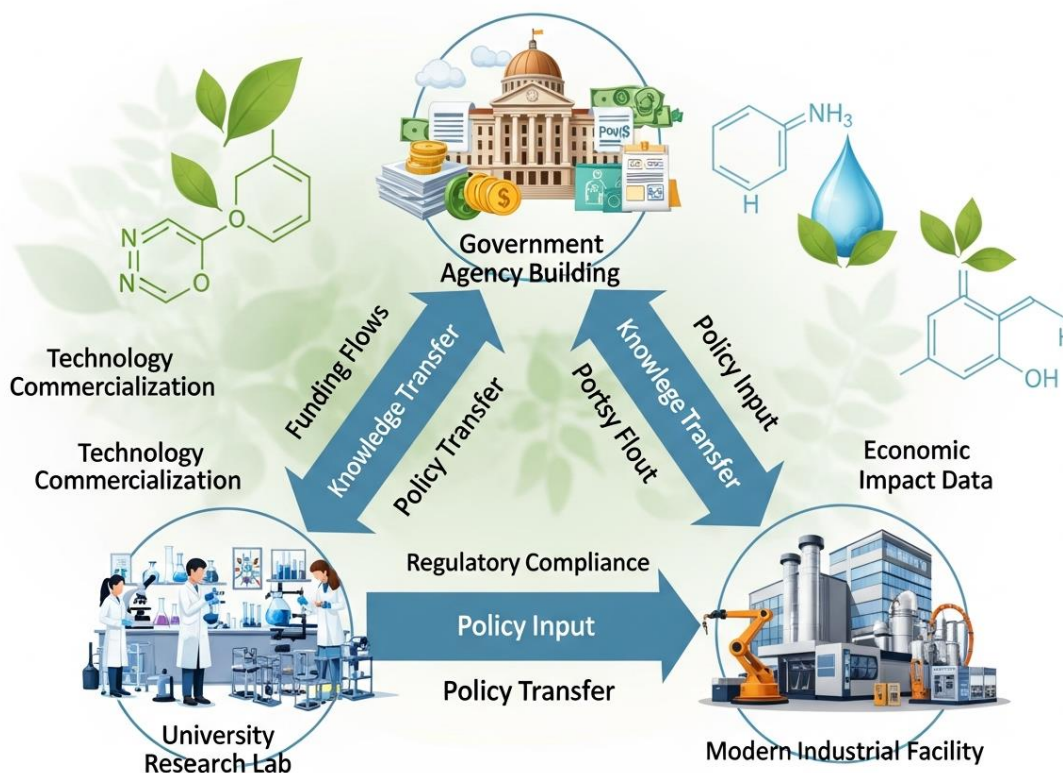 POV($
NH₃
H
Government
Agency Building
N
N
O
O
H
OH
Technology
Commercialization
Funding Flows
Knowledge Transfer
Policy Transfer
Portsy Flout
Knowlege Transfer
Policy Input
Technology
Commercialization
Economic
Impact Data
Regulatory Compliance
Policy Input
Policy Transfer
University
Research Lab
Modern Industrial Facility